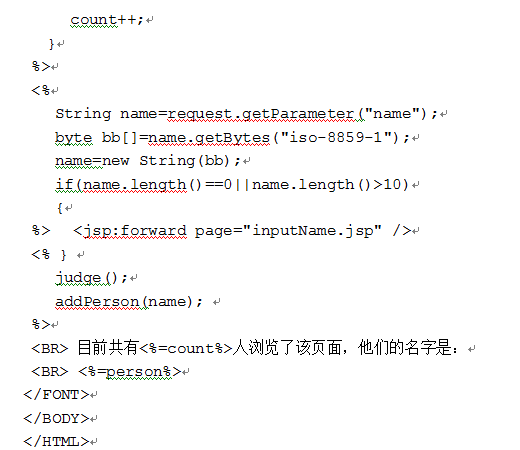 count++;
}
%>
<%
String name=request.getParameter("name");
byte bb[]=name.getBytes("iso-8859-1");
name=new String(bb);
if(name.length()==0||name.length()>10)
{
%>  <jsp:forward page="inputName.jsp" />
<% }
judge();
addPerson(name);
%>
<BR> 目前共有<%=count%>人浏览了该页面，他们的名字是：
<BR> <%=person%>
</FONT>
</BODY>
</HTML>